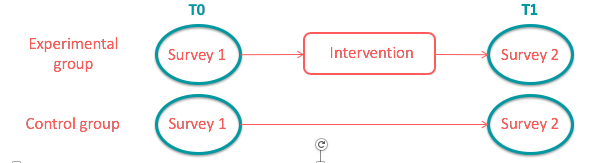 T0 T1
Experimental
group
Survey 1 Intervention Survey 2
Control group Survey 1 Survey 2